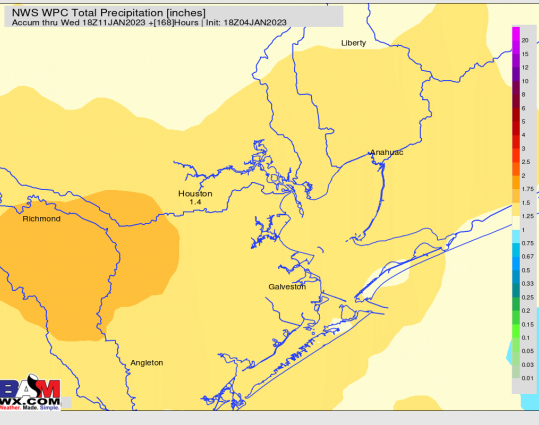 NWS WPC Total Precipitation [inches]
Accum thru Wed 18Z11JAN2023 +[168]Hours | Init: 18Z04JAN2023
Liberty
Anahuac
Houston
1.4
Richmond
Galveston
Angleton
20
15
12
10
8
6
5
4
3
2.5
2
1.75
1.5
1.25
1
0.75
0.67
0.5
0.33
0.25
0.2
0.15
0.1
0.05
0.03
0.01
BAM
WX.COM
Weather. Made. Simple.